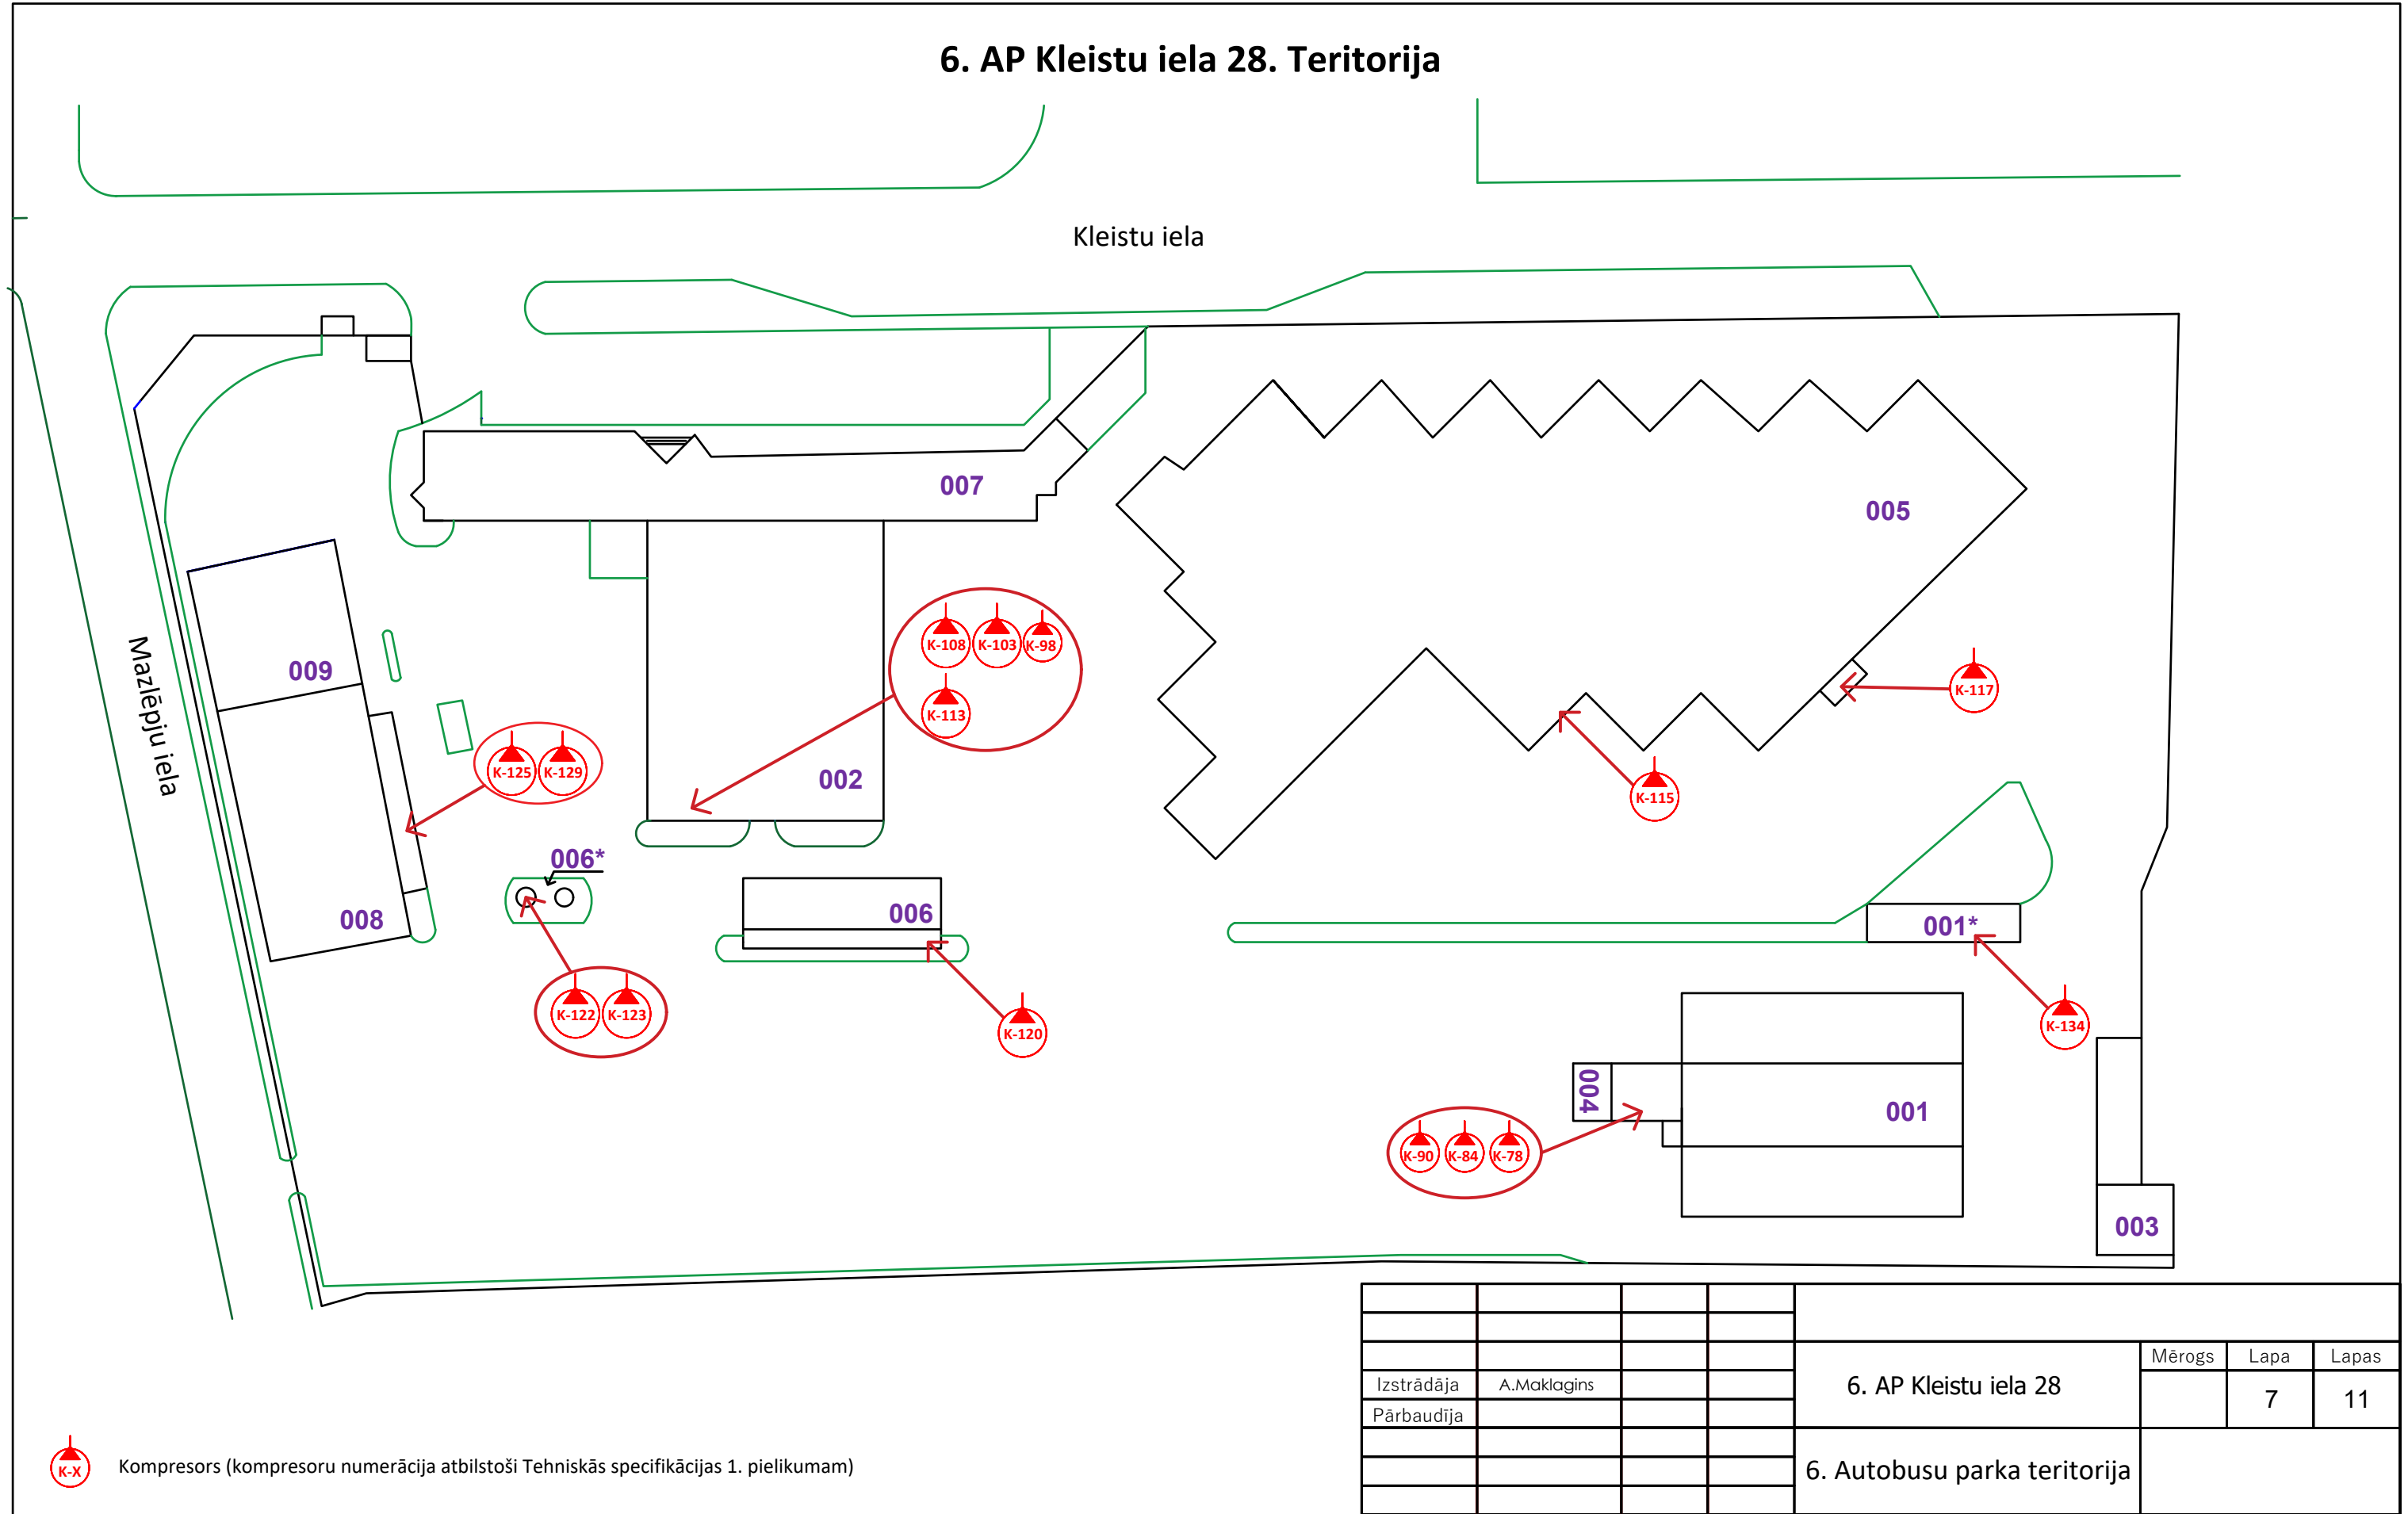 6. AP Kleistu iela 28. Teritorija
Kleistu iela
Mazlēpju iela
007
005
009
K-108
K-103
K-98
K-113
K-117
K-125
K-129
002
K-115
006*
008
006
001*
K-122
K-123
K-120
K-134
004
001
K-90
K-84
K-78
003
Mērogs
Lapa
Lapas
Izstrādāja
A.Maklagins
6. AP Kleistu iela 28
7
11
Pārbaudīja
6. Autobusu parka teritorija
K-X
Kompresors (kompresoru numerācija atbilstoši Tehniskās specifikācijas 1. pielikumam)